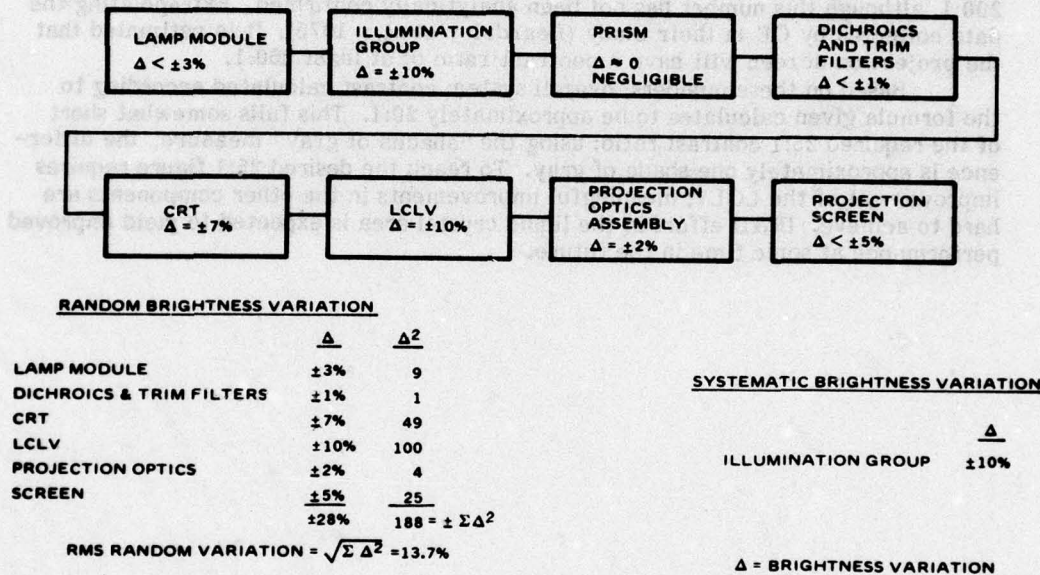 LAMP MODULE
Δ < ±3%
ILLUMINATION
GROUP
Δ = ±10%
PRISM
Δ ≈ 0
NEGLIGIBLE
DICHROICS
AND TRIM
FILTERS
Δ < ±1%
CRT
Δ = ±7%
LCLV
Δ = ±10%
PROJECTION
OPTICS
ASSEMBLY
Δ = ±2%
PROJECTION
SCREEN
Δ < ±5%
RANDOM BRIGHTNESS VARIATION
Δ Δ²
LAMP MODULE ±3% 9
DICHROICS & TRIM FILTERS ±1% 1
CRT ±7% 49
LCLV ±10% 100
PROJECTION OPTICS ±2% 4
SCREEN ±5% 25
±28% 188 = ± ΣΔ²
RMS RANDOM VARIATION = √Σ Δ² = 13.7%
SYSTEMATIC BRIGHTNESS VARIATION
Δ
ILLUMINATION GROUP ±10%
Δ = BRIGHTNESS VARIATION